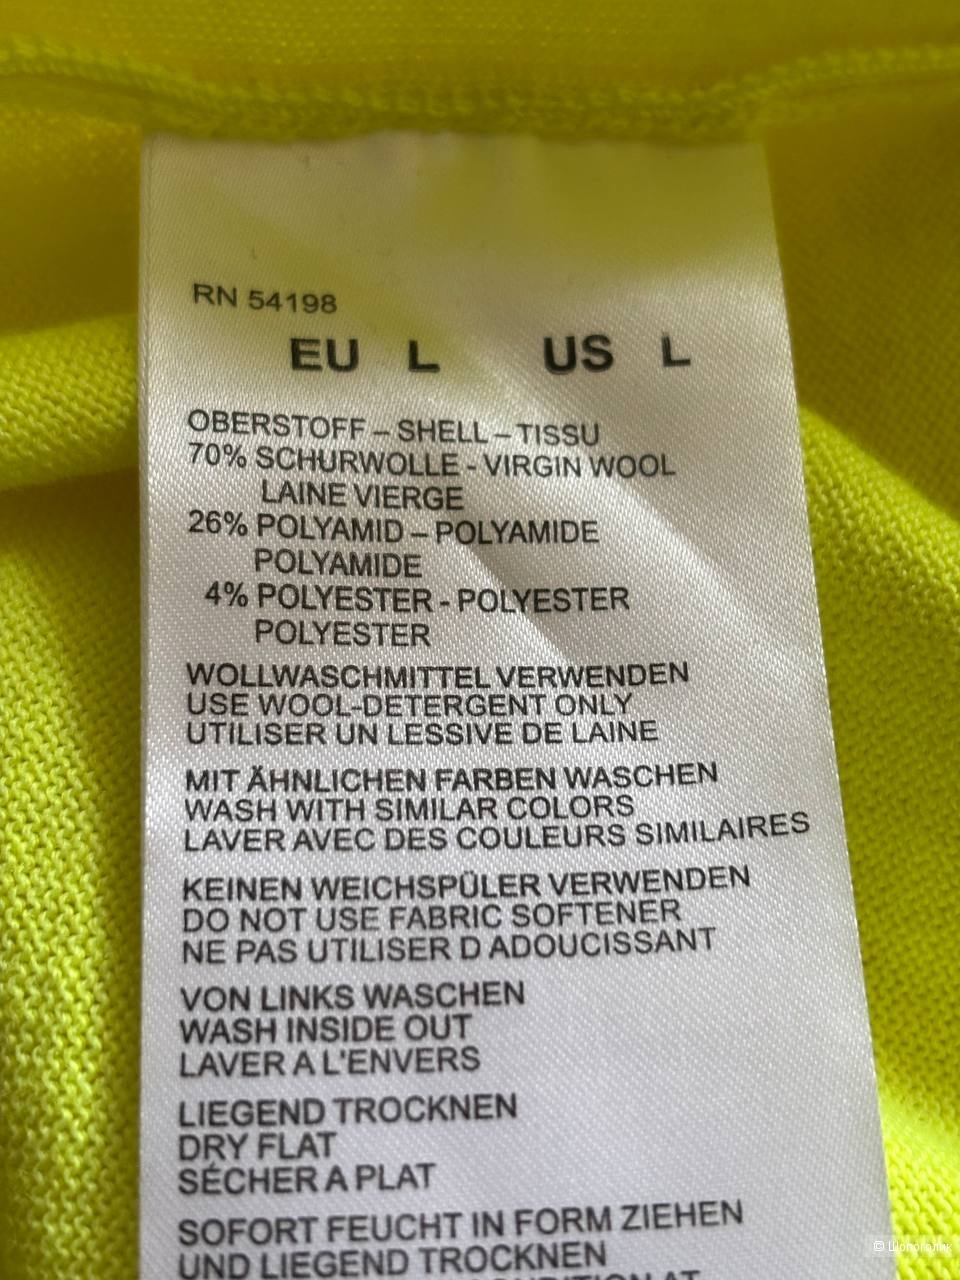 RN 54198
EU L US L
OBERSTOFF – SHELL – TISSU
70% SCHURWOLLE - VIRGIN WOOL
LAINE VIERGE
26% POLYAMID – POLYAMIDE
POLYAMIDE
4% POLYESTER - POLYESTER
POLYESTER
WOLLWASCHMITTEL VERWENDEN
USE WOOL-DETERGENT ONLY
UTILISER UN LESSIVE DE LAINE
MIT ÄHNLICHEN FARBEN WASCHEN
WASH WITH SIMILAR COLORS
LAVER AVEC DES COULEURS SIMILAIRES
KEINEN WEICHSPÜLER VERWENDEN
DO NOT USE FABRIC SOFTENER
NE PAS UTILISER D ADOUCISSANT
VON LINKS WASCHEN
WASH INSIDE OUT
LAVER A L'ENVERS
LIEGEND TROCKNEN
DRY FLAT
SÉCHER A PLAT
SOFORT FEUCHT IN FORM ZIEHEN
UND LIEGEND TROCKNEN
© Шопоголик